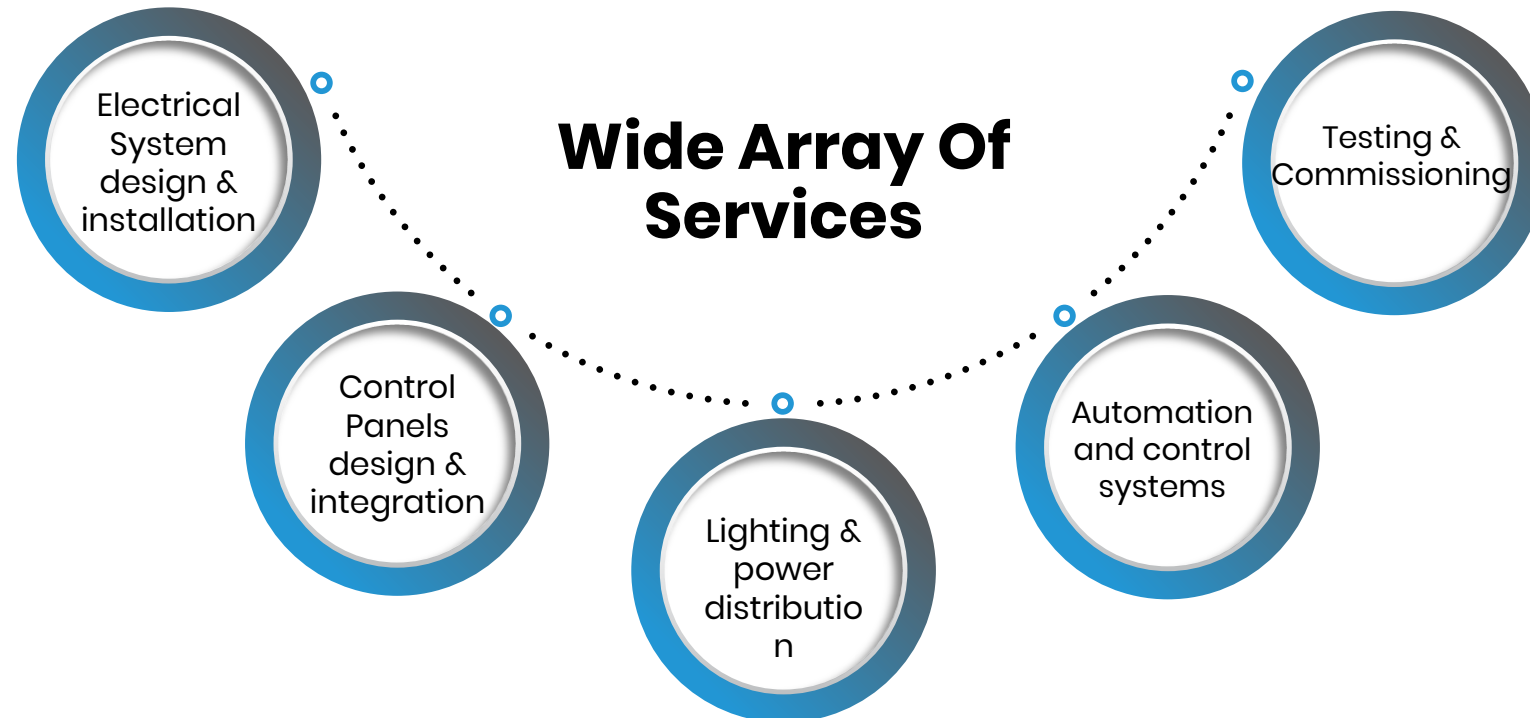 Wide Array Of
Services
Electrical
System
design &
installation
Control
Panels
design &
integration
Lighting &
power
distributio
n
Automation
and control
systems
Testing &
Commissioning